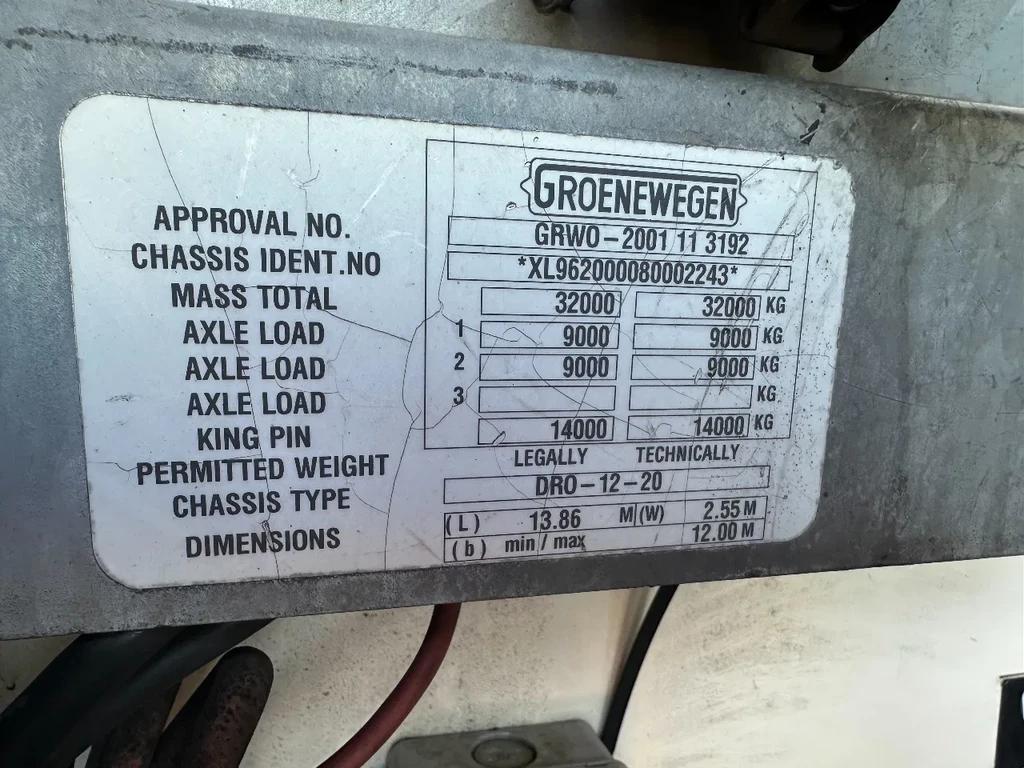 GROENEWEGEN
APPROVAL NO. GRWO-2001 11 3192
CHASSIS IDENT.NO *XL962000080002243*
MASS TOTAL 32000 32000 KG
AXLE LOAD 1 9000 9000 KG
AXLE LOAD 2 9000 9000 KG
AXLE LOAD 3 KG
KING PIN 14000 14000 KG
PERMITTED WEIGHT LEGALLY TECHNICALLY
CHASSIS TYPE DRO-12-20
DIMENSIONS (L) 13.86 M (W) 2.55 M
(b) min / max 12.00 M